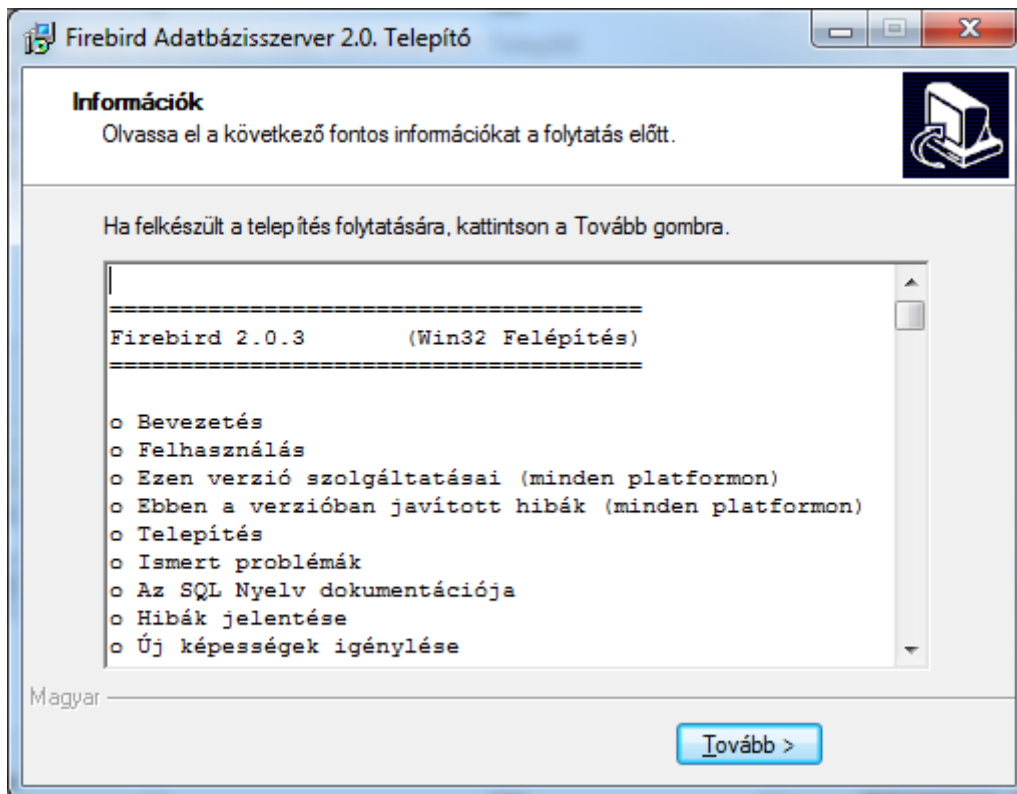 Firebird Adatbázisszerver 2.0. Telepítő
Információk
Olvassa el a következő fontos információkat a folytatás előtt.
Ha felkészült a telepítés folytatására, kattintson a Tovább gombra.
======================================
Firebird 2.0.3       (Win32 Felépítés)
======================================
o Bevezetés
o Felhasználás
o Ezen verzió szolgáltatásai (minden platformon)
o Ebben a verzióban javított hibák (minden platformon)
o Telepítés
o Ismert problémák
o Az SQL Nyelv dokumentációja
o Hibák jelentése
o Új képességek igénylése
Magyar
Tovább >